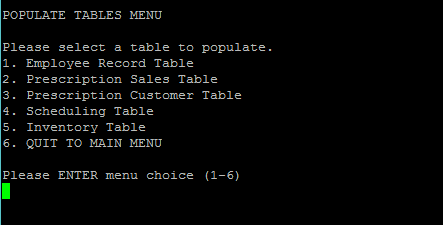 POPULATE TABLES MENU
Please select a table to populate.
1. Employee Record Table
2. Prescription Sales Table
3. Prescription Customer Table
4. Scheduling Table
5. Inventory Table
6. QUIT TO MAIN MENU
Please ENTER menu choice (1-6)